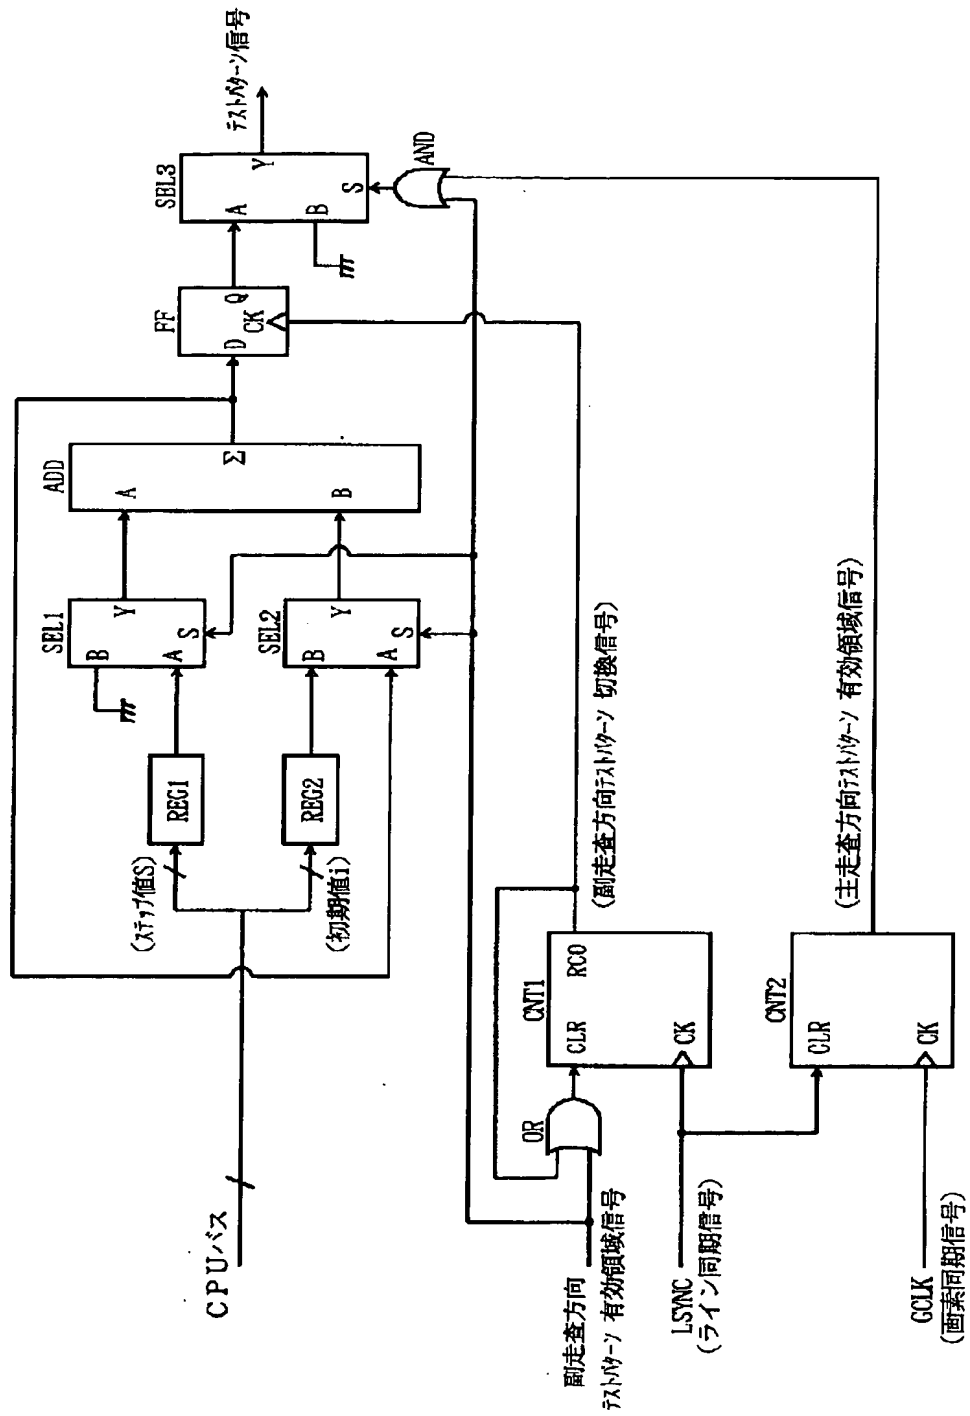 CPUバス
(ステップ値S)
(初期値i)
REG1
REG2
SEL1
B
A
Y
S
SEL2
B
A
Y
S
ADD
A
B
Σ
FF
D
Q
CK
SEL3
A
B
Y
S
テストパターン信号
AND
副走査方向
テストパターン 有効領域信号
OR
CNT1
CLR
RCO
CK
(副走査方向テストパターン 切換信号)
LSYNC
(ライン同期信号)
CNT2
CLR
CK
(主走査方向テストパターン 有効領域信号)
GCLK
(画素同期信号)